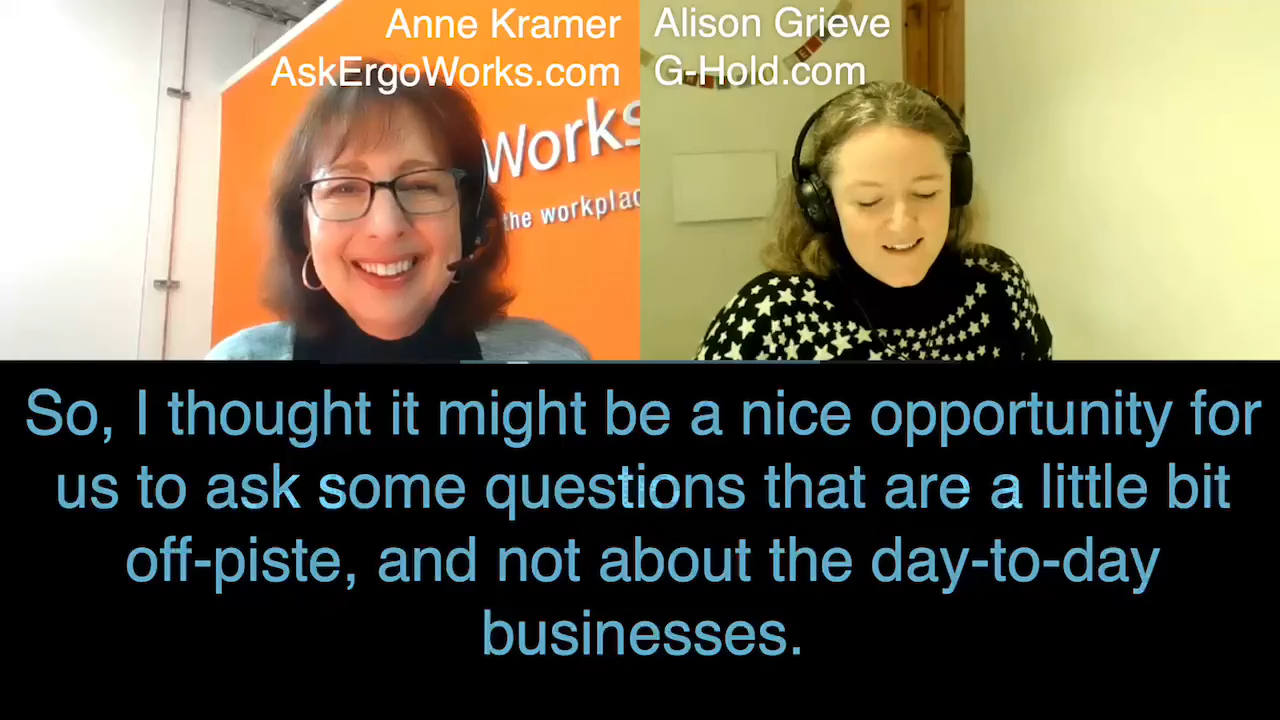 Anne Kramer
AskErgoWorks.com
Alison Grieve
G-Hold.com
Works
the workplac
So, I thought it might be a nice opportunity for
us to ask some questions that are a little bit
off-piste, and not about the day-to-day
businesses.